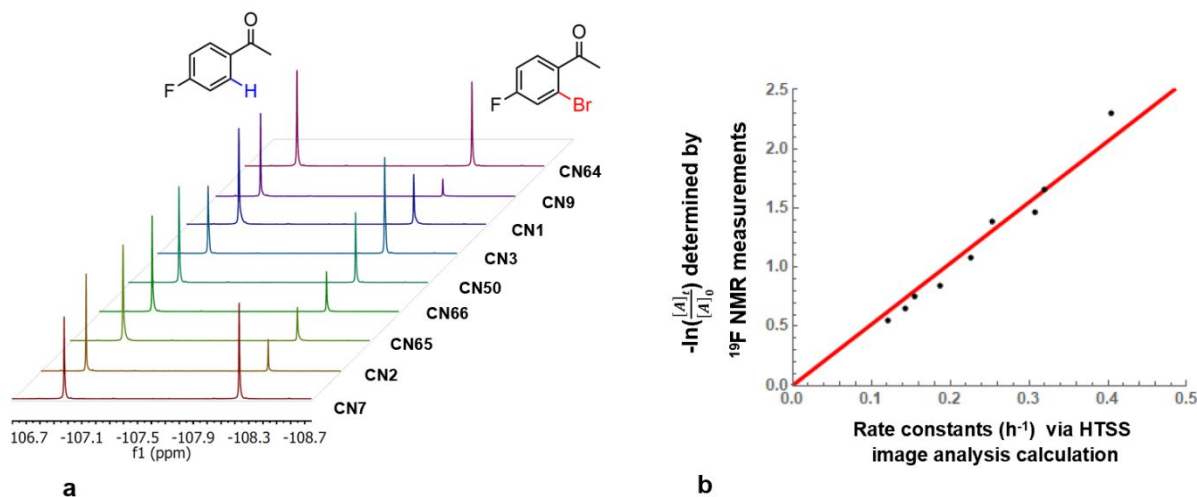 O
F
H
O
F
Br
CN64
CN9
CN1
CN3
CN50
CN66
CN65
CN2
CN7
106.7 -107.1 -107.5 -107.9 -108.3 -108.7
f1 (ppm)
a
-ln([A]t/[A]0) determined by
19F NMR measurements
2.5
2.0
1.5
1.0
0.5
0.0
0.0 0.1 0.2 0.3 0.4 0.5
Rate constants (h-1) via HTSS
image analysis calculation
b